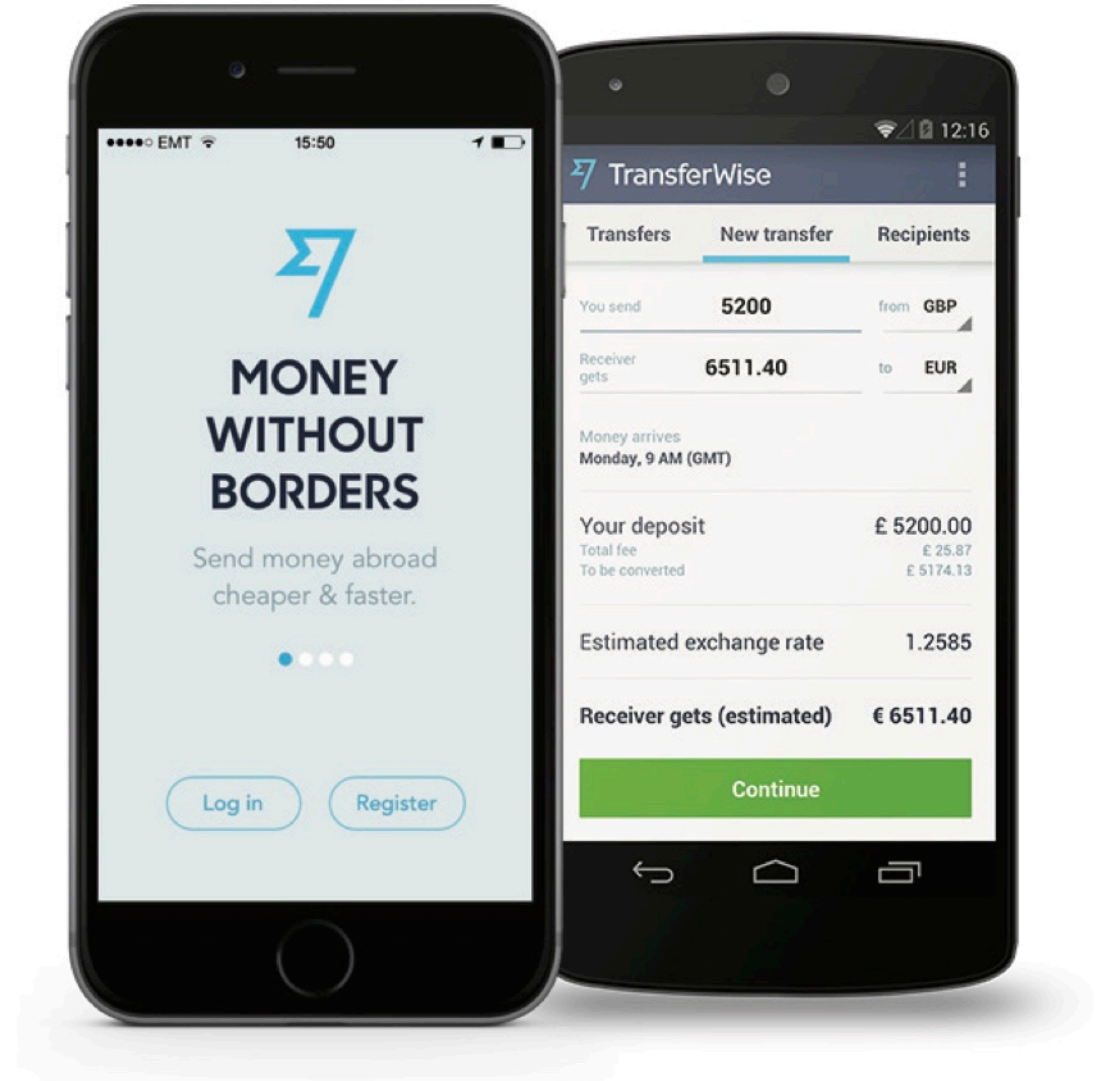 EMT 15:50
MONEY
WITHOUT
BORDERS
Send money abroad
cheaper & faster.
Log in Register
12:16
TransferWise
Transfers New transfer Recipients
You send 5200 from GBP
Receiver
gets 6511.40 to EUR
Money arrives
Monday, 9 AM (GMT)
Your deposit £ 5200.00
Total fee £ 25.87
To be converted £ 5174.13
Estimated exchange rate 1.2585
Receiver gets (estimated) € 6511.40
Continue